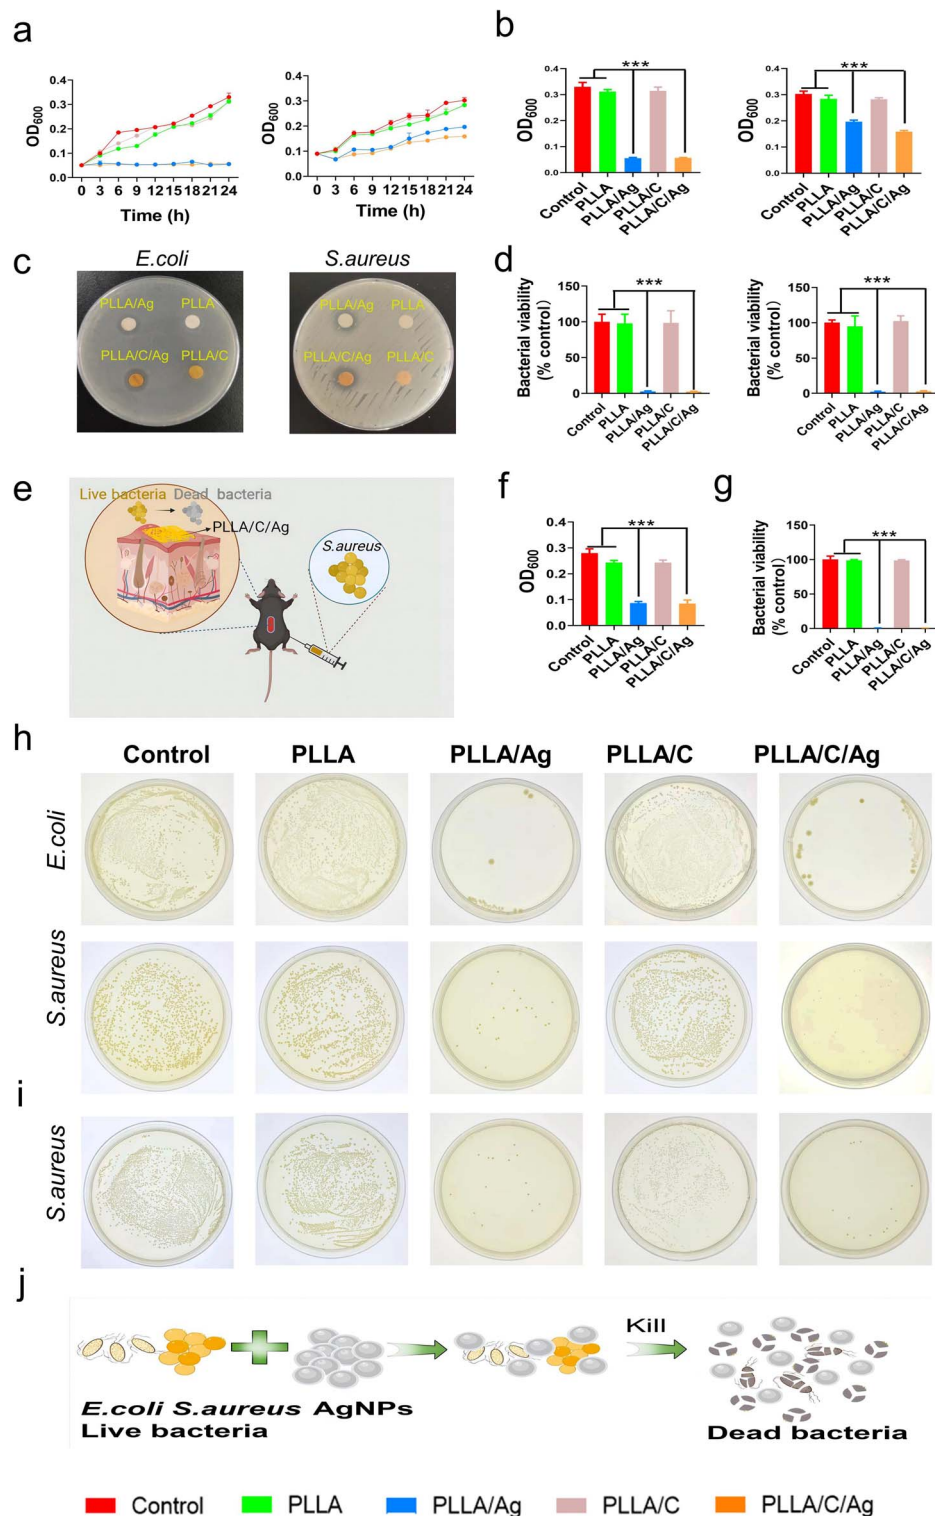 a
OD600
0.4
0.3
0.2
0.1
0.0
0 3 6 9 12 15 18 21 24
Time (h)
OD600
0.4
0.3
0.2
0.1
0.0
0 3 6 9 12 15 18 21 24
Time (h)
b
OD600
0.4
0.3
0.2
0.1
0.0
***
Control
PLLA
PLLA/Ag
PLLA/C
PLLA/C/Ag
OD600
0.4
0.3
0.2
0.1
0.0
***
Control
PLLA
PLLA/Ag
PLLA/C
PLLA/C/Ag
c
E.coli
PLLA/Ag
PLLA
PLLA/C/Ag
PLLA/C
S.aureus
PLLA/Ag
PLLA
PLLA/C/Ag
PLLA/C
d
Bacterial viability
(% control)
150
100
50
0
***
Control
PLLA
PLLA/Ag
PLLA/C
PLLA/C/Ag
Bacterial viability
(% control)
150
100
50
0
***
Control
PLLA
PLLA/Ag
PLLA/C
PLLA/C/Ag
e
Live bacteria
Dead bacteria
PLLA/C/Ag
S.aureus
f
OD600
0.4
0.3
0.2
0.1
0.0
***
Control
PLLA
PLLA/Ag
PLLA/C
PLLA/C/Ag
g
Bacterial viability
(% control)
150
100
50
0
***
Control
PLLA
PLLA/Ag
PLLA/C
PLLA/C/Ag
h
Control PLLA PLLA/Ag PLLA/C PLLA/C/Ag
E.coli
S.aureus
i
S.aureus
j
Kill
E.coli S.aureus AgNPs
Live bacteria
Dead bacteria
Control PLLA PLLA/Ag PLLA/C PLLA/C/Ag